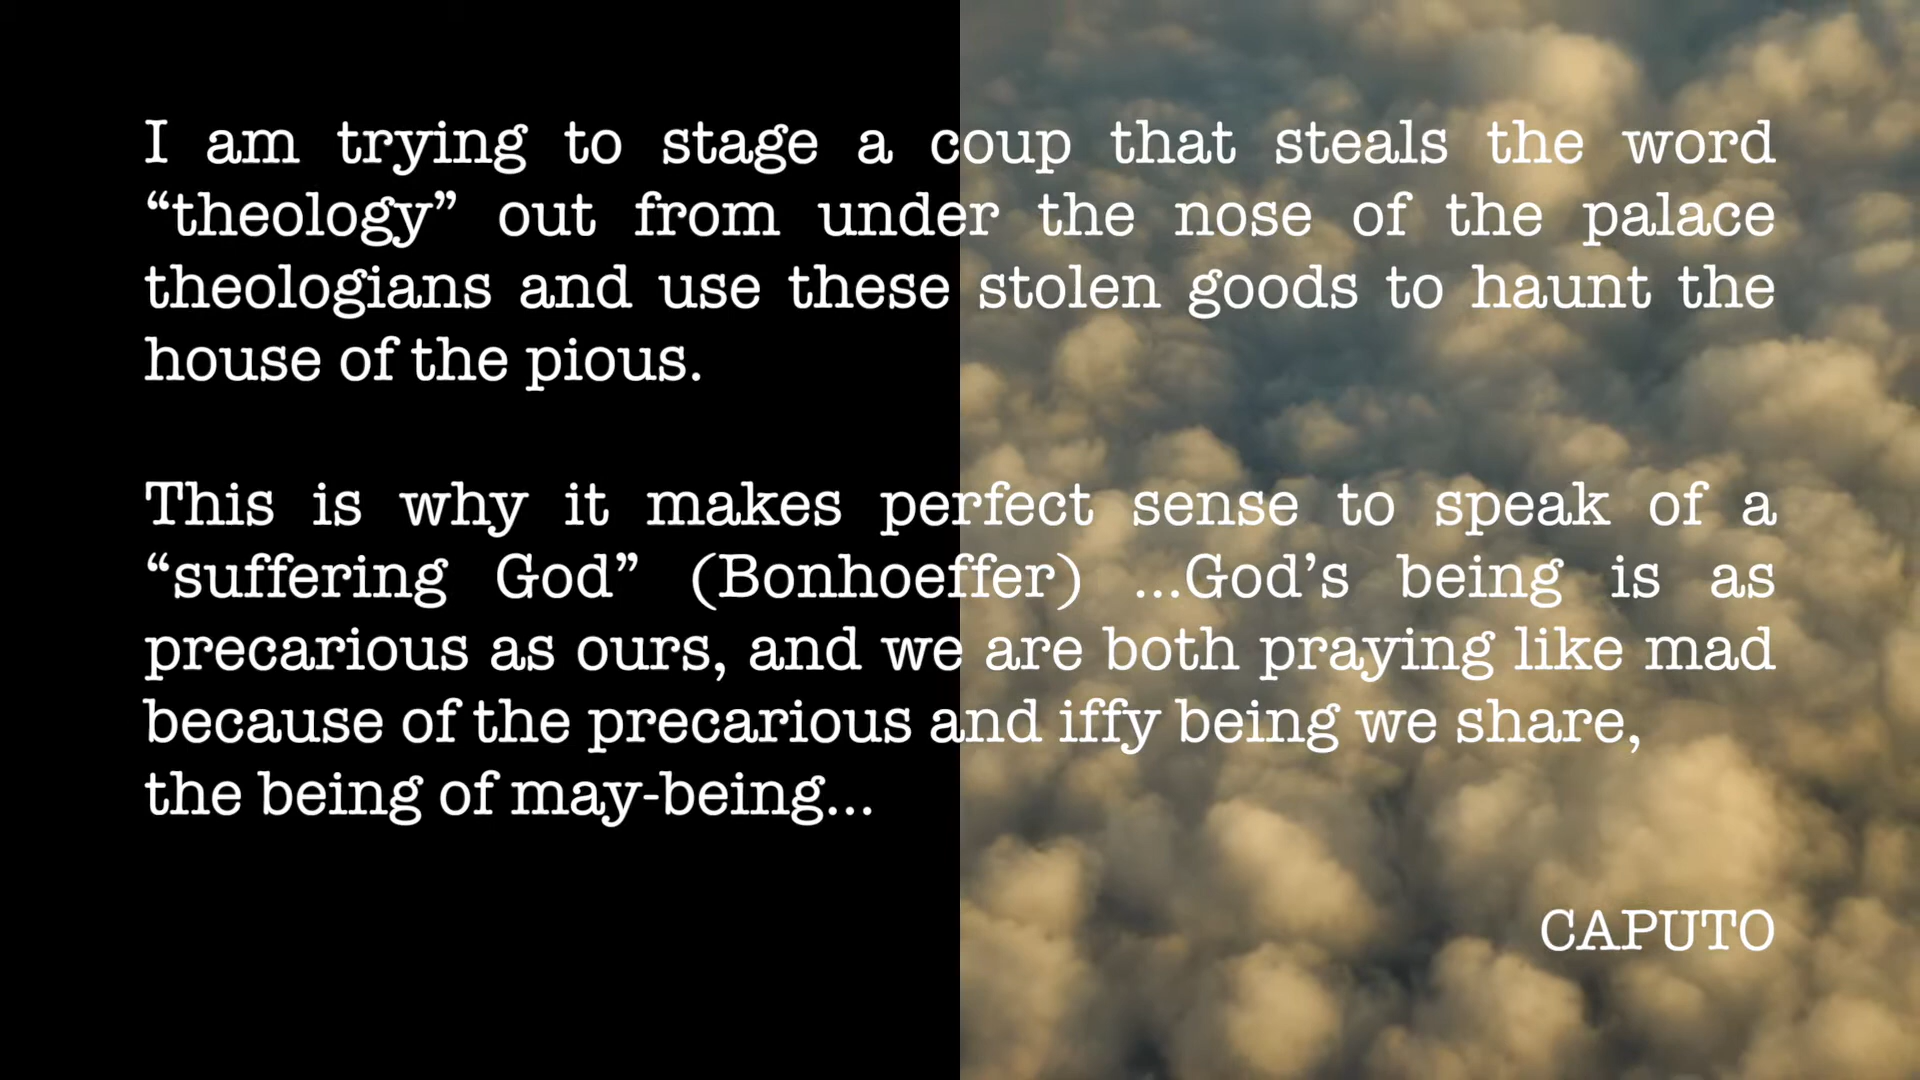 I am trying to stage a coup that steals the word
“theology” out from under the nose of the palace
theologians and use these stolen goods to haunt the
house of the pious.
This is why it makes perfect sense to speak of a
“suffering God” (Bonhoeffer) ...God’s being is as
precarious as ours, and we are both praying like mad
because of the precarious and iffy being we share,
the being of may-being...
CAPUTO